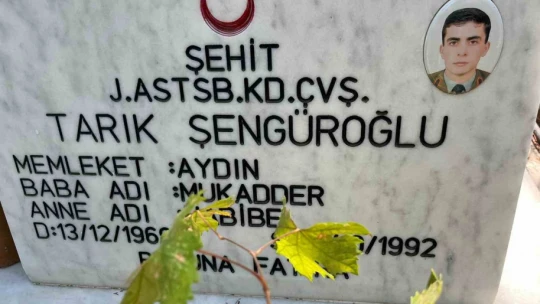 ŞEHİT
J.ASTSB.KD.ÇVŞ.
TARIK ŞENGÜROĞLU
MEMLEKET :AYDIN
BABA ADI :MUKADDER
ANNE ADI
D:13/12/196 /1992